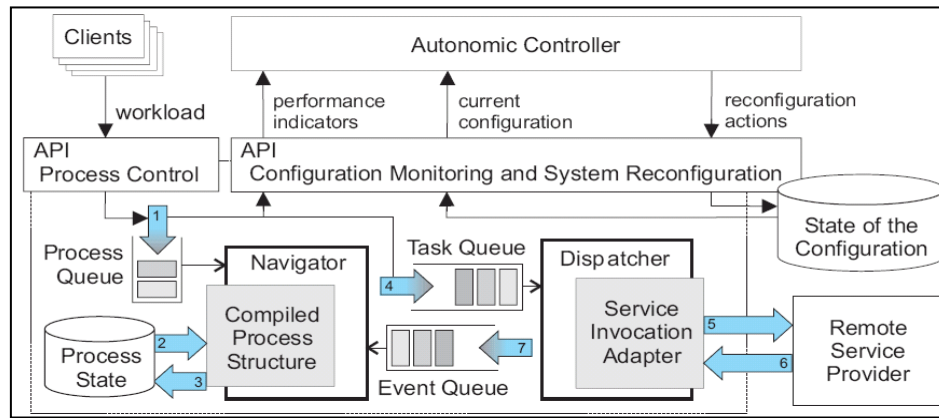 Clients
Autonomic Controller
workload
performance
indicators
current
configuration
reconfiguration
actions
API
Process Control
API
Configuration Monitoring and System Reconfiguration
State of the
Configuration
1
Process
Queue
Navigator
Compiled
Process
Structure
4
Task Queue
Dispatcher
Service
Invocation
Adapter
5
6
Remote
Service
Provider
Process
State
2
3
7
Event Queue